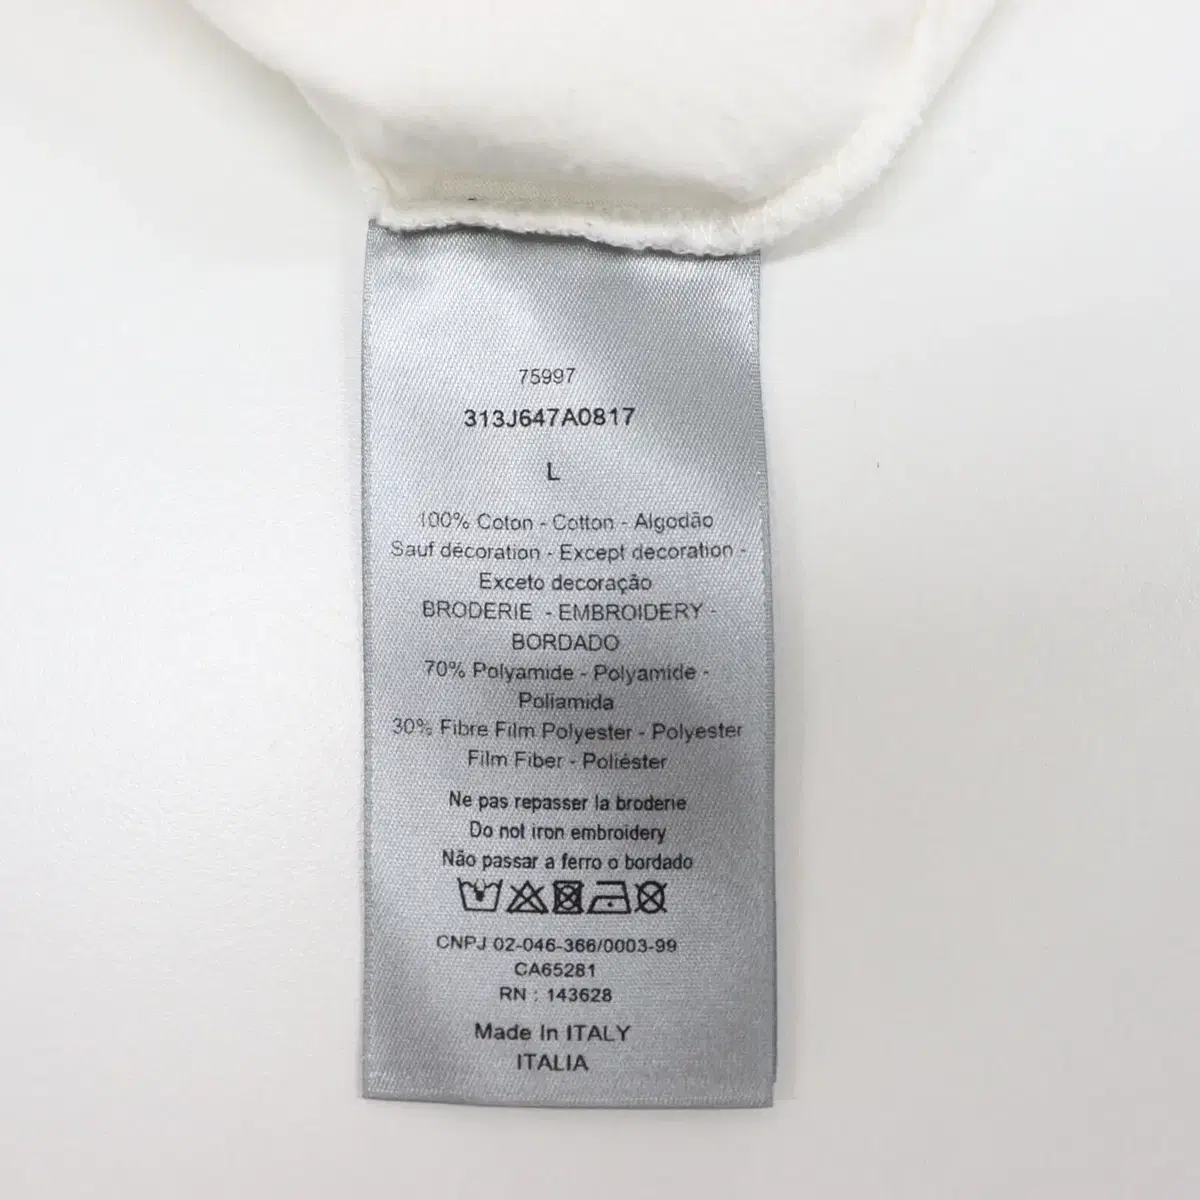 75997
313J647A0817
L
100% Coton - Cotton - Algodão
Sauf décoration - Except decoration -
Exceto decoração
BRODERIE - EMBROIDERY -
BORDADO
70% Polyamide - Polyamide -
Poliamida
30% Fibre Film Polyester - Polyester
Film Fiber - Poliéster
Ne pas repasser la broderie
Do not iron embroidery
Não passar a ferro o bordado
CNPJ 02-046-366/0003-99
CA65281
RN : 143628
Made In ITALY
ITALIA